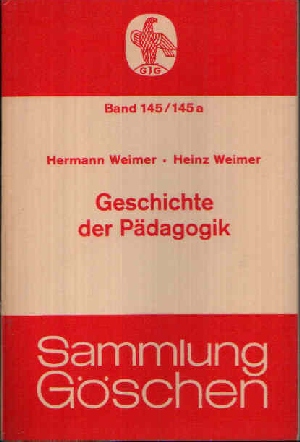 GJG
Band 145/145a
Hermann Weimer · Heinz Weimer
Geschichte
der Pädagogik
Sammlung
Göschen